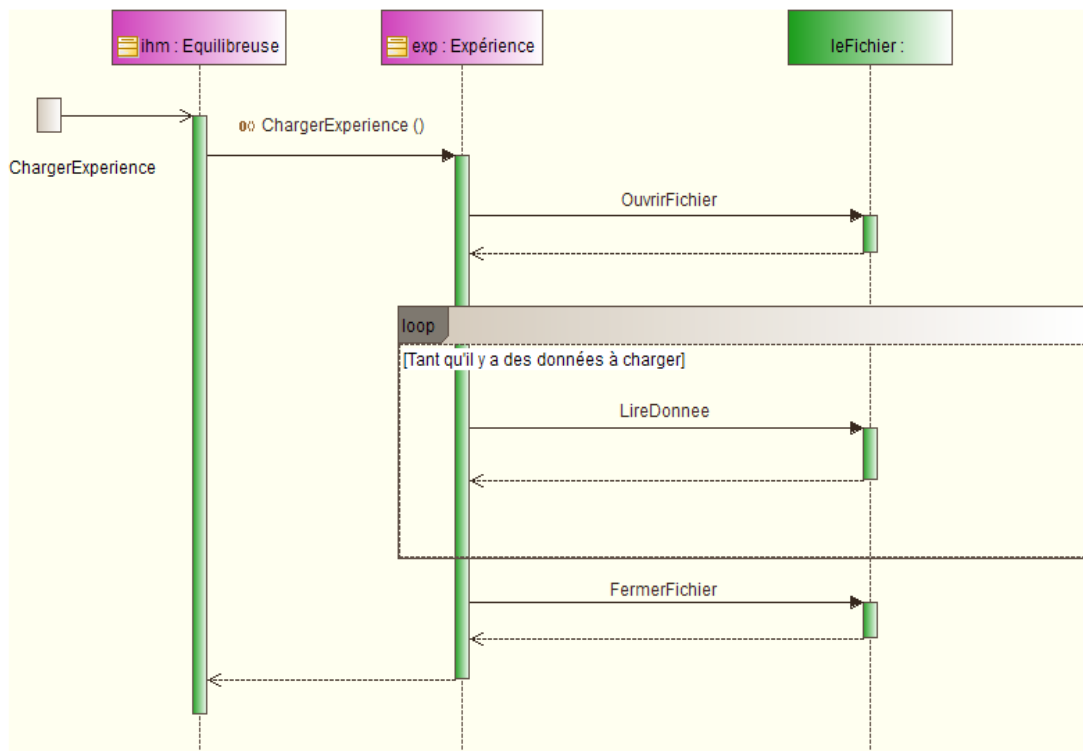 ihm : Equilibreuse
exp : Expérience
leFichier :
ChargerExperience ()
ChargerExperience
OuvrirFichier
loop
[Tant qu'il y a des données à charger]
LireDonnee
FermerFichier